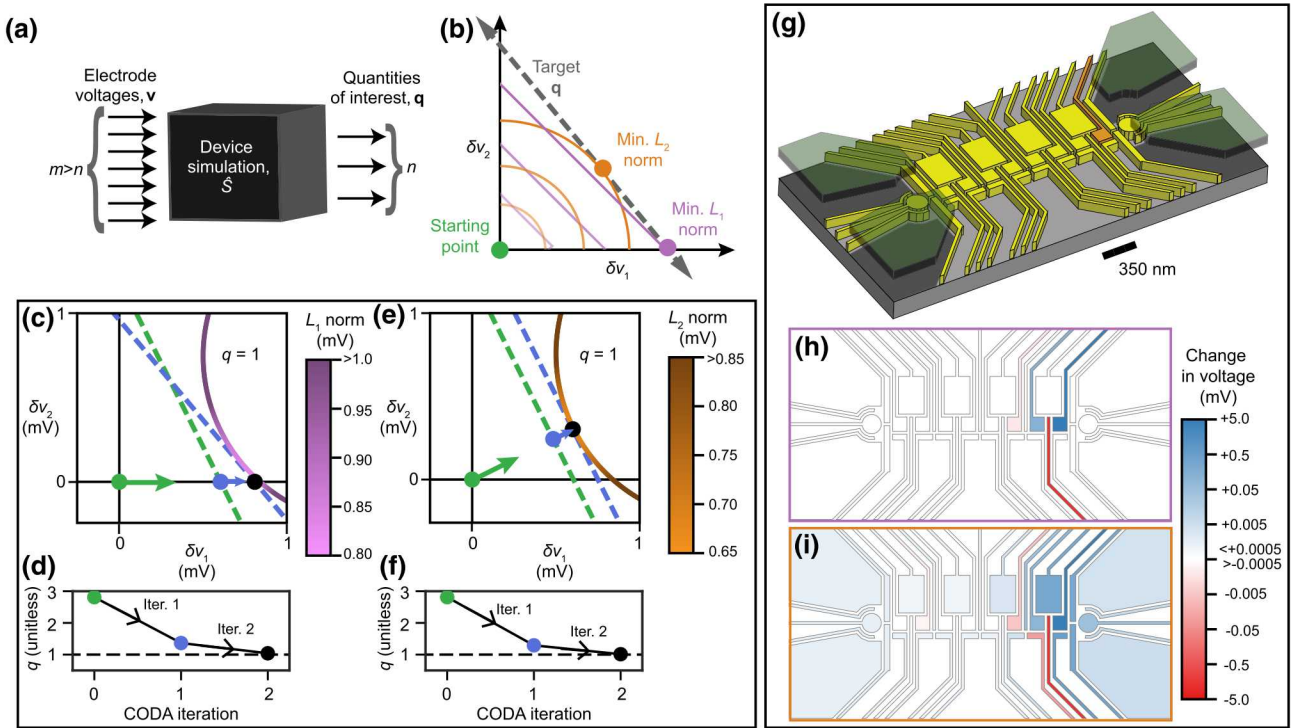 (a)
Electrode
voltages, v
m>n
Device
simulation,
Ŝ
Quantities
of interest, q
n
(b)
Target
q
δv2
Min. L2
norm
Min. L1
norm
Starting
point
δv1
(c)
1
q = 1
δv2
(mV)
0
0
δv1
(mV)
1
L1 norm
(mV)
>1.0
0.95
0.90
0.85
0.80
(d)
q (unitless)
3
2
1
Iter. 1
Iter. 2
0
1
2
CODA iteration
(e)
1
q = 1
δv2
(mV)
0
0
δv1
(mV)
1
L2 norm
(mV)
>0.85
0.80
0.75
0.70
0.65
(f)
q (unitless)
3
2
1
Iter. 1
Iter. 2
0
1
2
CODA iteration
(g)
350 nm
(h)
(i)
Change
in voltage
(mV)
+5.0
+0.5
+0.05
+0.005
<+0.0005
>-0.0005
-0.005
-0.05
-0.5
-5.0